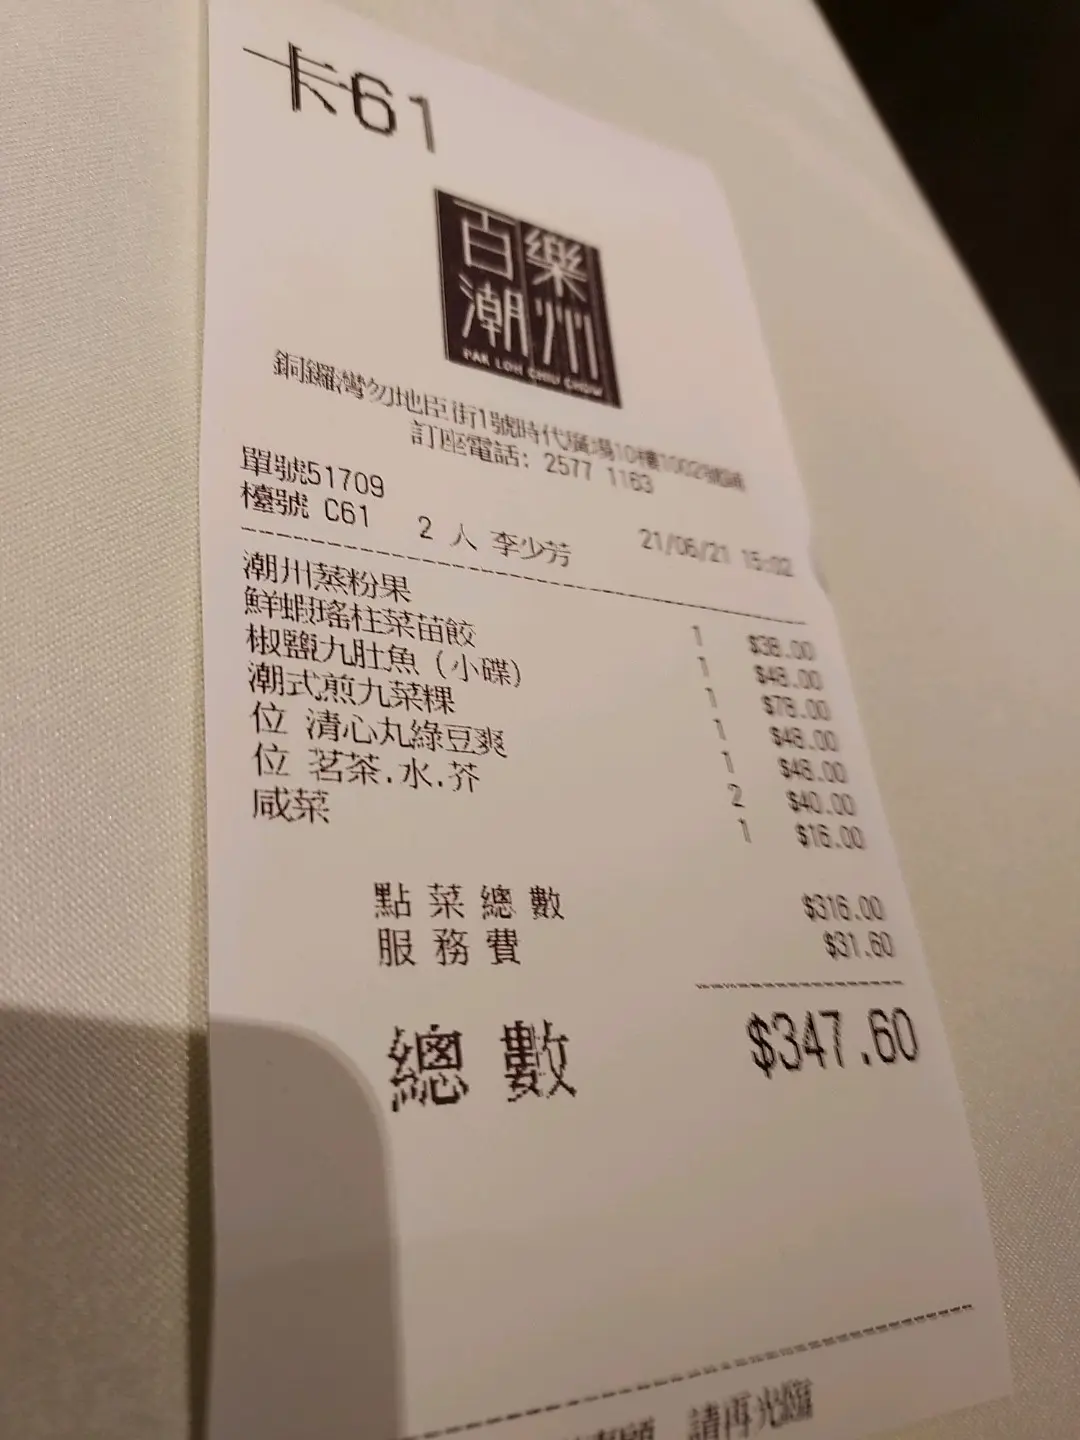 卡61
百樂
潮州
PAK LOH CHIU CHOW
銅鑼灣勿地臣街1號時代廣場10樓1002號舖
訂座電話: 2577 1163
單號51709
檯號 C61 2 人 李少芳 21/06/21 15:02
潮州蒸粉果 1 $38.00
鮮蝦瑤柱菜苗餃 1 $48.00
椒鹽九肚魚 (小碟) 1 $78.00
潮式煎九菜粿 1 $48.00
位 清心丸綠豆爽 1 $48.00
位 茗茶.水.芥 2 $40.00
咸菜 1 $16.00
點菜總數 $316.00
服務費 $31.60
總數 $347.60
請再光臨